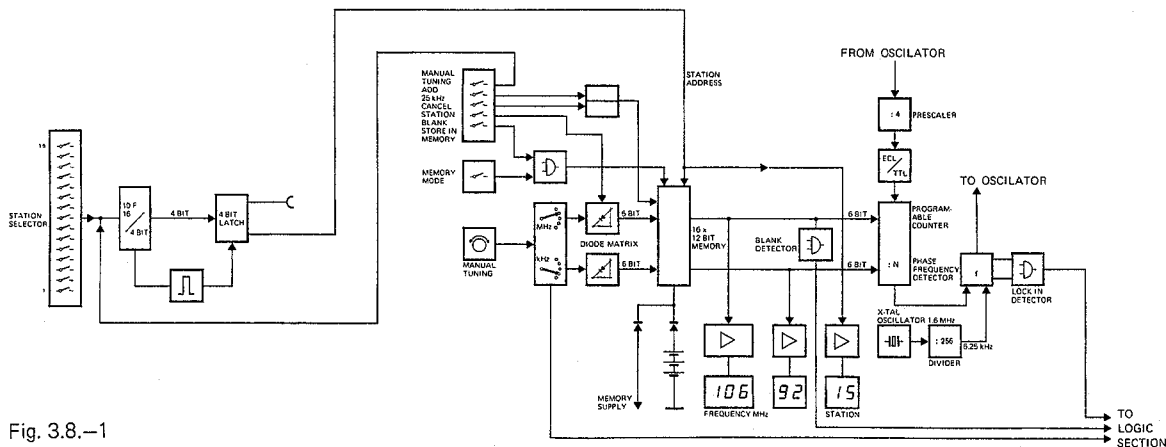 FROM OSCILATOR
MANUAL
TUNING
ADD
25 kHz
CANCEL
STATION
BLANK
STORE IN
MEMORY
STATION
ADDRESS
: 4
PRESCALER
ECL
TTL
MEMORY
MODE
TO OSCILATOR
16
STATION
SELECTOR
1
1 O F
16
4 BIT
4 BIT
4 BIT
LATCH
MANUAL
TUNING
MHz
kHz
DIODE MATRIX
6 BIT
6 BIT
16 x
12 BIT
MEMORY
BLANK
DETECTOR
6 BIT
6 BIT
PROGRAM-
ABLE
COUNTER
: N
PHASE
FREQUENCY
DETECTOR
f
LOCK IN
DETECTOR
X-TAL
OSCILLATOR 1.6 MHz
: 256
DIVIDER
6.25 kHz
MEMORY
SUPPLY
106
92
15
FREQUENCY MHz
STATION
TO
LOGIC
SECTION
Fig. 3.8.–1